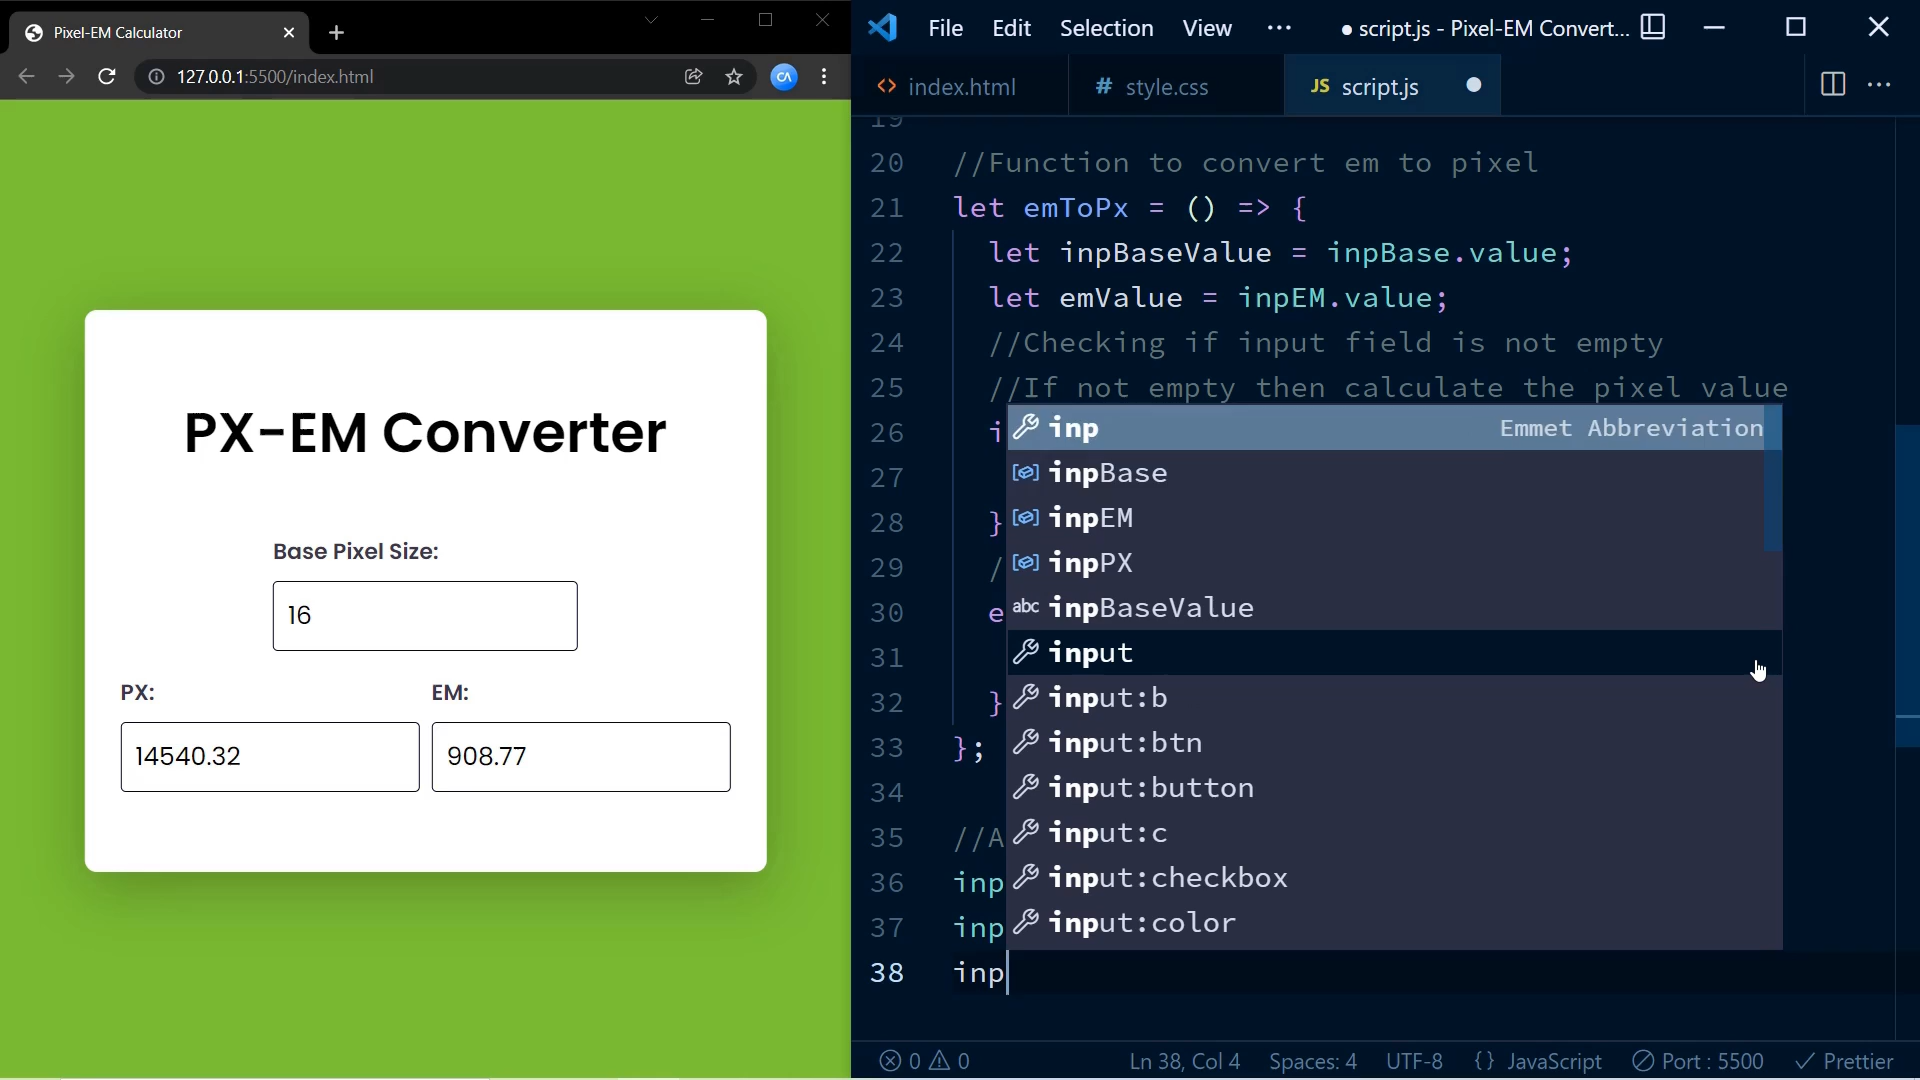 Pixel-EM Calculator
127.0.0.1:5500/index.html
PX-EM Converter
Base Pixel Size:
16
PX:
EM:
14540.32
908.77
File Edit Selection View ··· ● script.js - Pixel-EM Convert...
<> index.html # style.css JS script.js ●
19
20 //Function to convert em to pixel
21 let emToPx = () => {
22 let inpBaseValue = inpBase.value;
23 let emValue = inpEM.value;
24 //Checking if input field is not empty
25 //If not empty then calculate the pixel value
26 i
27
28 }
29 /
30 e
31
32 }
33 };
34
35 //A
36 inp
37 inp
38 inp
inp Emmet Abbreviation
inpBase
inpEM
inpPX
abc inpBaseValue
input
input:b
input:btn
input:button
input:c
input:checkbox
input:color
0 0 Ln 38, Col 4 Spaces: 4 UTF-8 {} JavaScript Port : 5500 Prettier